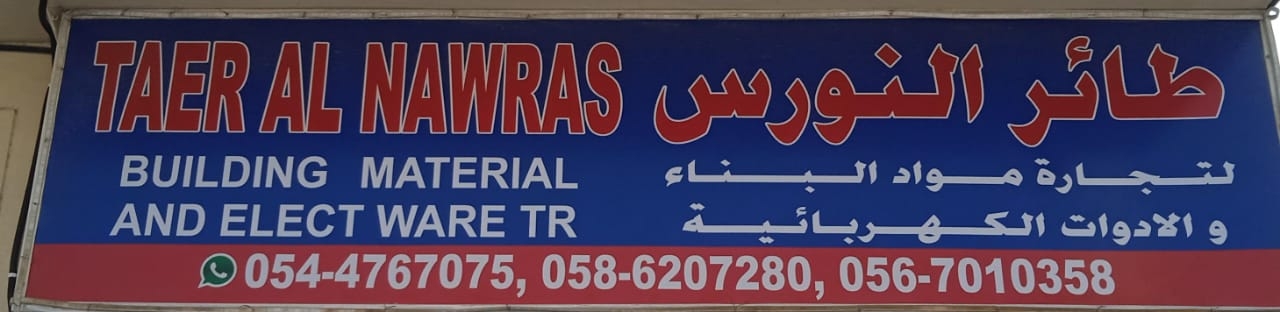 TAER AL NAWRAS
طائر النورس
BUILDING MATERIAL
لتجارة مواد البناء
AND ELECT WARE TR
و الادوات الكهربائية
054-4767075, 058-6207280, 056-7010358